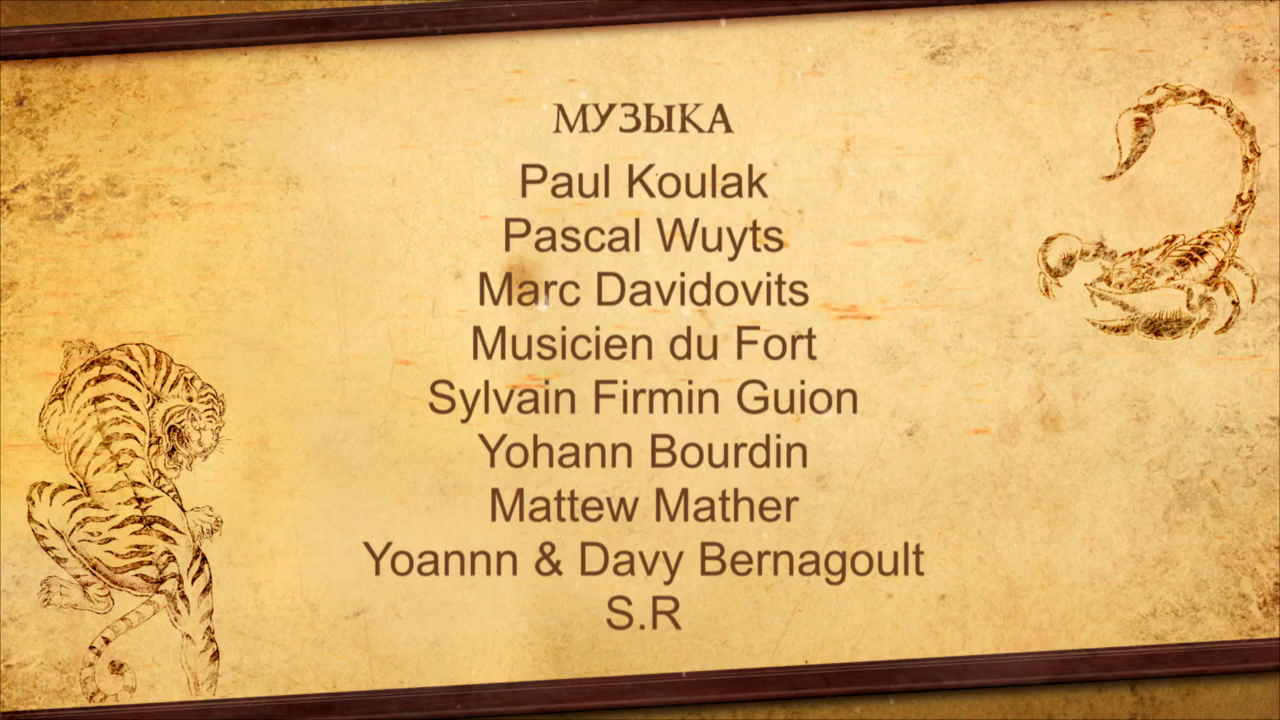 МУЗЫКА
Paul Koulak
Pascal Wuyts
Marc Davidovits
Musicien du Fort
Sylvain Firmin Guion
Yohann Bourdin
Mattew Mather
Yoannn & Davy Bernagoult
S.R